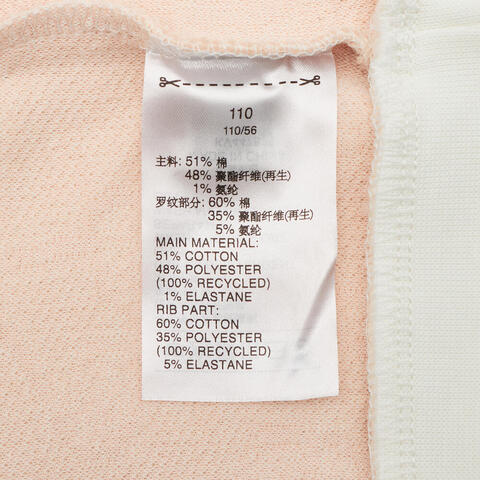 110
110/56
主料: 51% 棉
48% 聚酯纤维(再生)
1% 氨纶
罗纹部分: 60% 棉
35% 聚酯纤维(再生)
5% 氨纶
MAIN MATERIAL:
51% COTTON
48% POLYESTER
(100% RECYCLED)
1% ELASTANE
RIB PART:
60% COTTON
35% POLYESTER
(100% RECYCLED)
5% ELASTANE